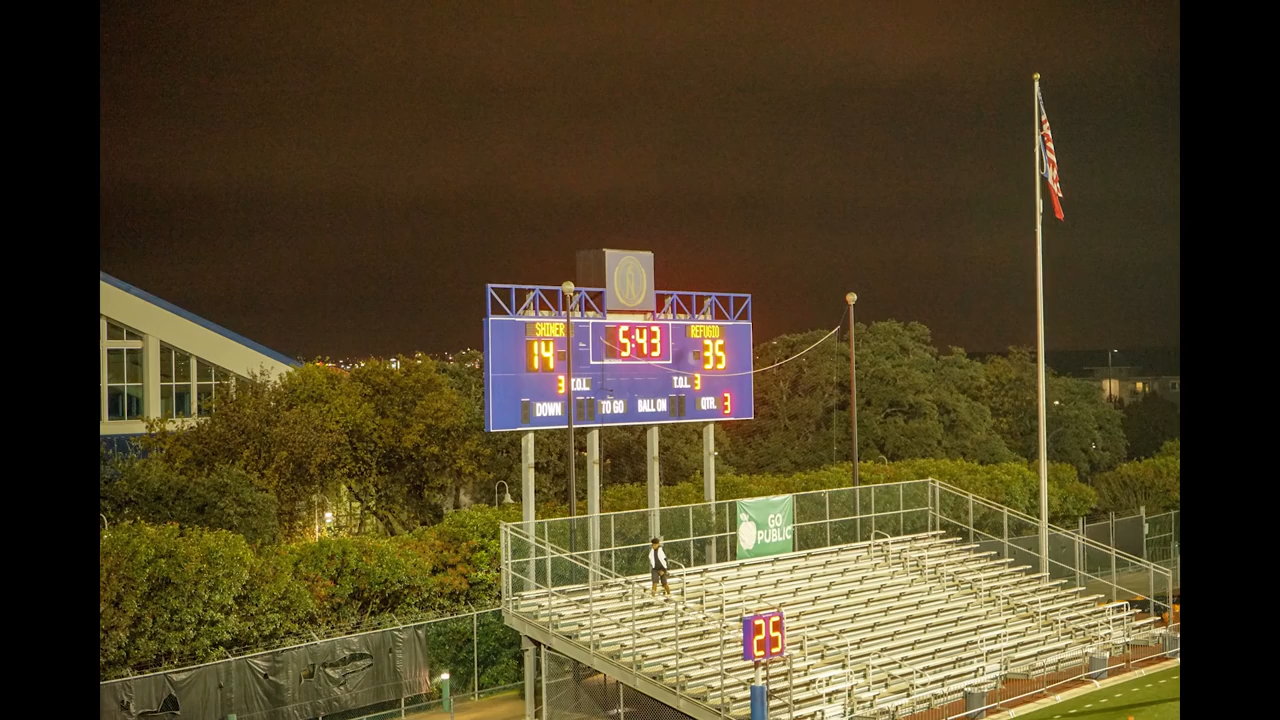 SHINER 5:43 REFUGIO
14 35
3 T.O.L. T.O.L. 3
DOWN TO GO BALL ON QTR. 3
GO
PUBLIC
25